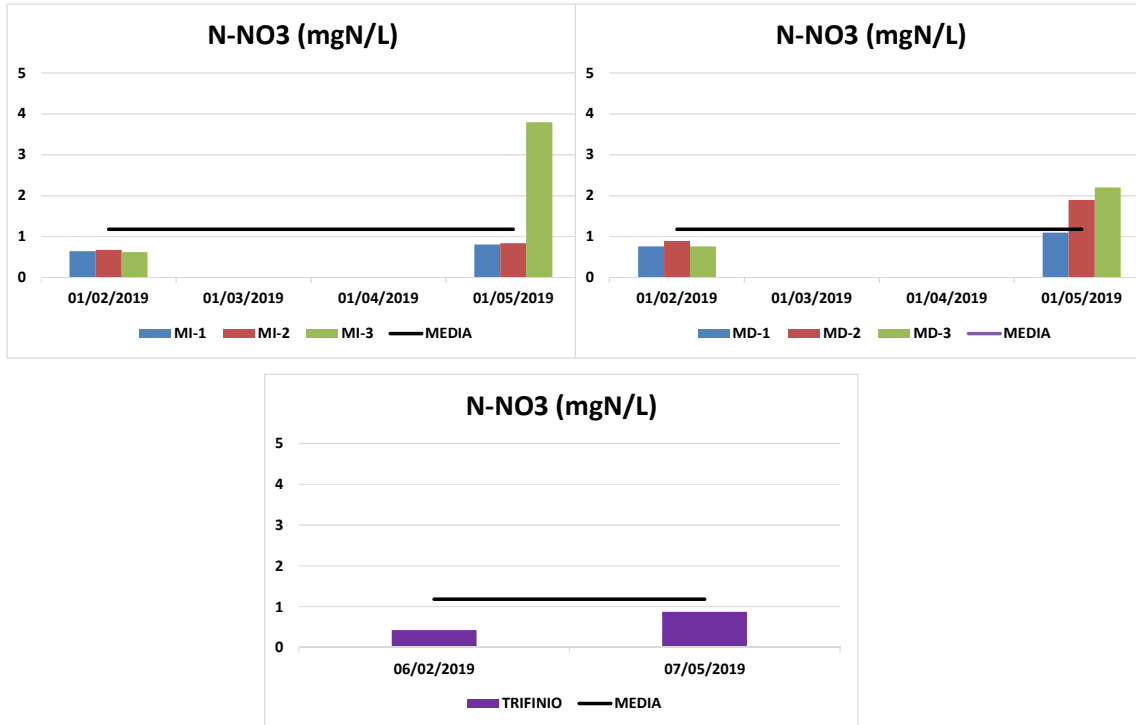 N-NO3 (mgN/L)
5
4
3
2
1
0
01/02/2019 01/03/2019 01/04/2019 01/05/2019
MI-1 MI-2 MI-3 MEDIA
N-NO3 (mgN/L)
5
4
3
2
1
0
01/02/2019 01/03/2019 01/04/2019 01/05/2019
MD-1 MD-2 MD-3 MEDIA
N-NO3 (mgN/L)
5
4
3
2
1
0
06/02/2019 07/05/2019
TRIFINIO MEDIA